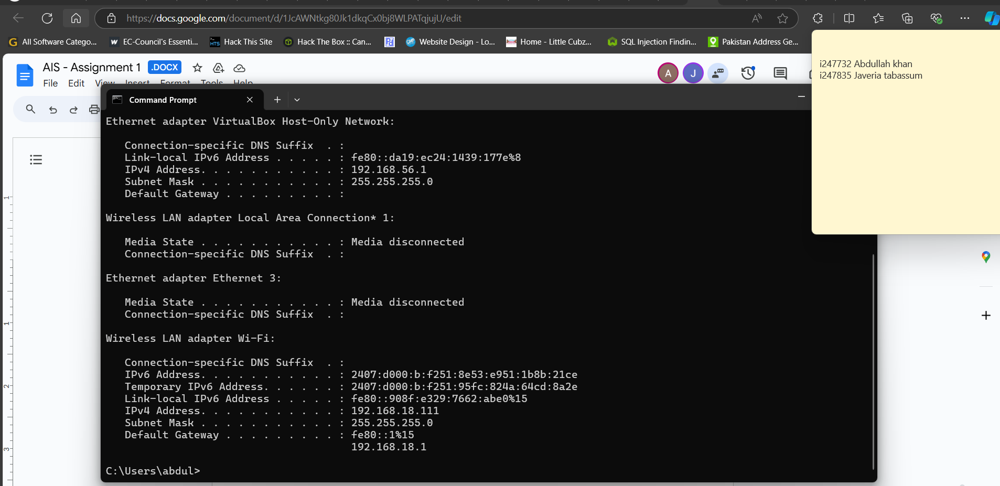 https://docs.google.com/document/d/1JcAWNtkg80Jk1dkqCx0bj8WLPATqjujU/edit
All Software Catego... EC-Council's Essenti... Hack This Site Hack The Box :: Can... Website Design - Lo... Home - Little Cubz... SQL Injection Findin... Pakistan Address Ge...
AIS - Assignment 1 .DOCX
File Edit View Insert Format Tools Help
A J
i247732 Abdullah khan
i247835 Javeria tabassum
Command Prompt
Ethernet adapter VirtualBox Host-Only Network:
Connection-specific DNS Suffix . :
Link-local IPv6 Address . . . . . : fe80::da19:ec24:1439:177e%8
IPv4 Address. . . . . . . . . . . : 192.168.56.1
Subnet Mask . . . . . . . . . . . : 255.255.255.0
Default Gateway . . . . . . . . . :
Wireless LAN adapter Local Area Connection* 1:
Media State . . . . . . . . . . . : Media disconnected
Connection-specific DNS Suffix . :
Ethernet adapter Ethernet 3:
Media State . . . . . . . . . . . : Media disconnected
Connection-specific DNS Suffix . :
Wireless LAN adapter Wi-Fi:
Connection-specific DNS Suffix . :
IPv6 Address. . . . . . . . . . . : 2407:d000:b:f251:8e53:e951:1b8b:21ce
Temporary IPv6 Address. . . . . . : 2407:d000:b:f251:95fc:824a:64cd:8a2e
Link-local IPv6 Address . . . . . : fe80::908f:e329:7662:abe0%15
IPv4 Address. . . . . . . . . . . : 192.168.18.111
Subnet Mask . . . . . . . . . . . : 255.255.255.0
Default Gateway . . . . . . . . . : fe80::1%15
192.168.18.1
C:\Users\abdul>
1
1
2
3